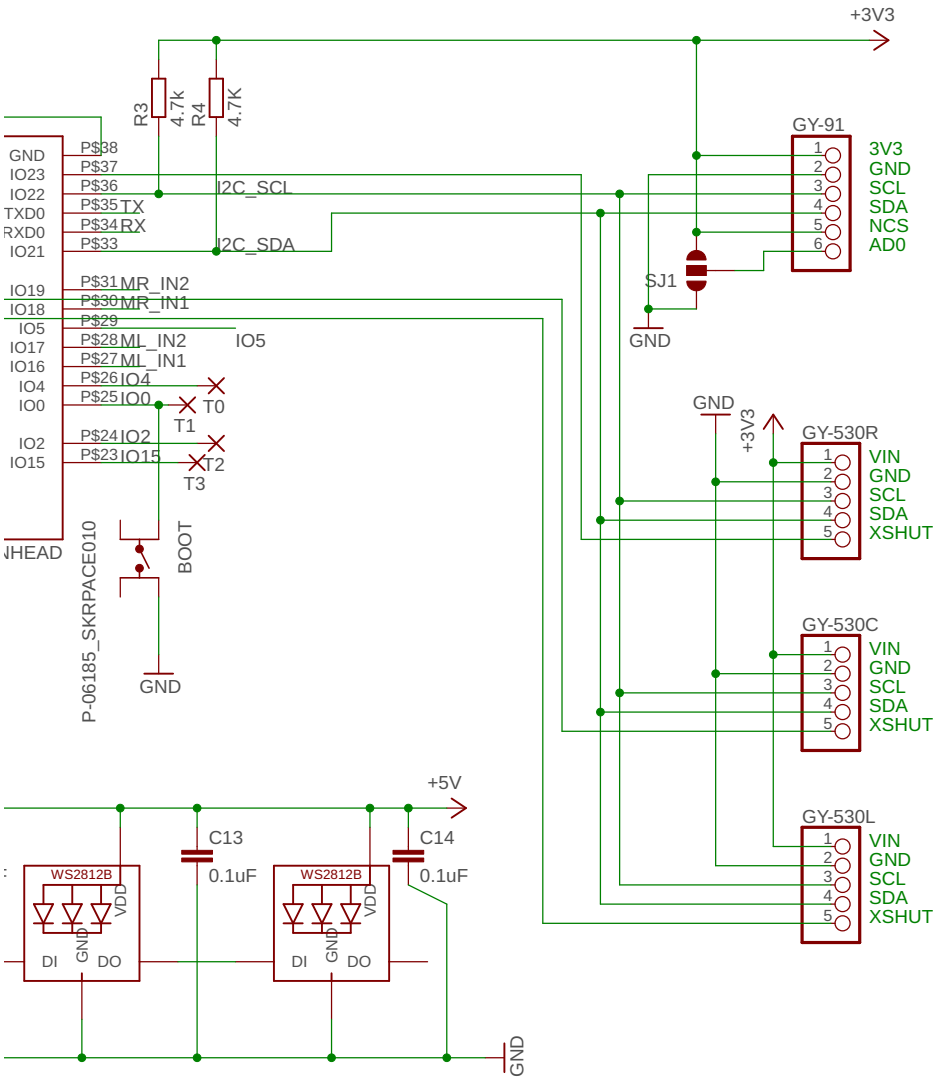 +3V3
R3
4.7k
R4
4.7K
GY-91
1 3V3
2 GND
3 SCL
4 SDA
5 NCS
6 AD0
SJ1
GND
GND P$38
IO23 P$37
IO22 P$36 I2C_SCL
TXD0 P$35 TX
RXD0 P$34 RX
IO21 P$33 I2C_SDA
IO19 P$31 MR_IN2
IO18 P$30 MR_IN1
IO5 P$29 IO5
IO17 P$28 ML_IN2
IO16 P$27 ML_IN1
IO4 P$26 IO4 T0
IO0 P$25 IO0 T1
IO2 P$24 IO2 T2
IO15 P$23 IO15 T3
NHEAD
P-06185_SKRPACE010
BOOT
GND
GND
+3V3
GY-530R
1 VIN
2 GND
3 SCL
4 SDA
5 XSHUT
GY-530C
1 VIN
2 GND
3 SCL
4 SDA
5 XSHUT
GY-530L
1 VIN
2 GND
3 SCL
4 SDA
5 XSHUT
+5V
C13
0.1uF
C14
0.1uF
WS2812B
VDD
GND
DI DO
WS2812B
VDD
GND
DI DO
GND